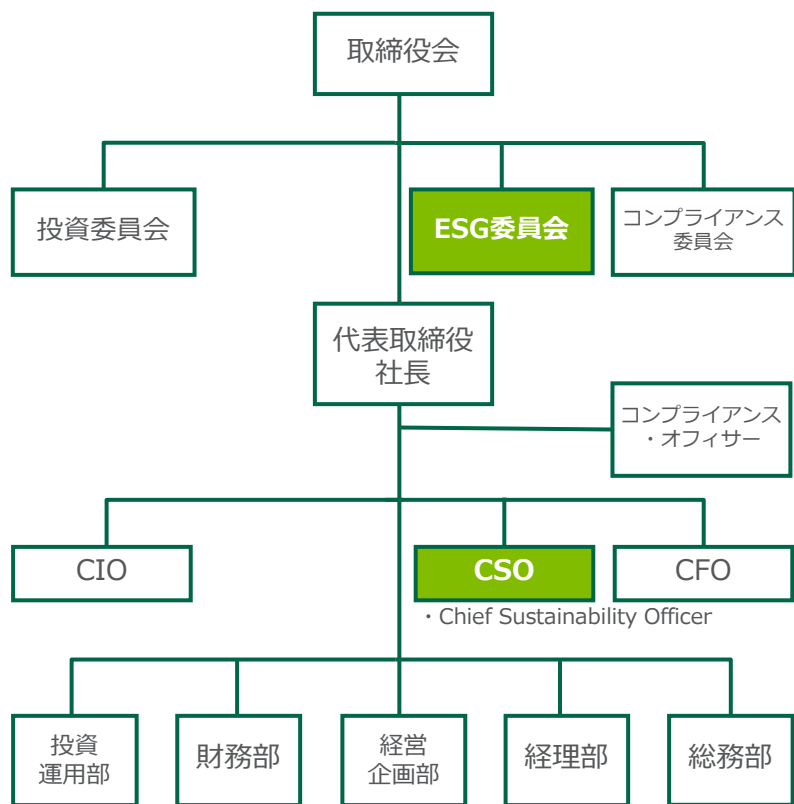 取締役会
投資委員会
ESG委員会
コンプライアンス
委員会
代表取締役
社長
コンプライアンス
・オフィサー
CIO
CSO
CFO
・Chief Sustainability Officer
投資
運用部
財務部
経営
企画部
経理部
総務部